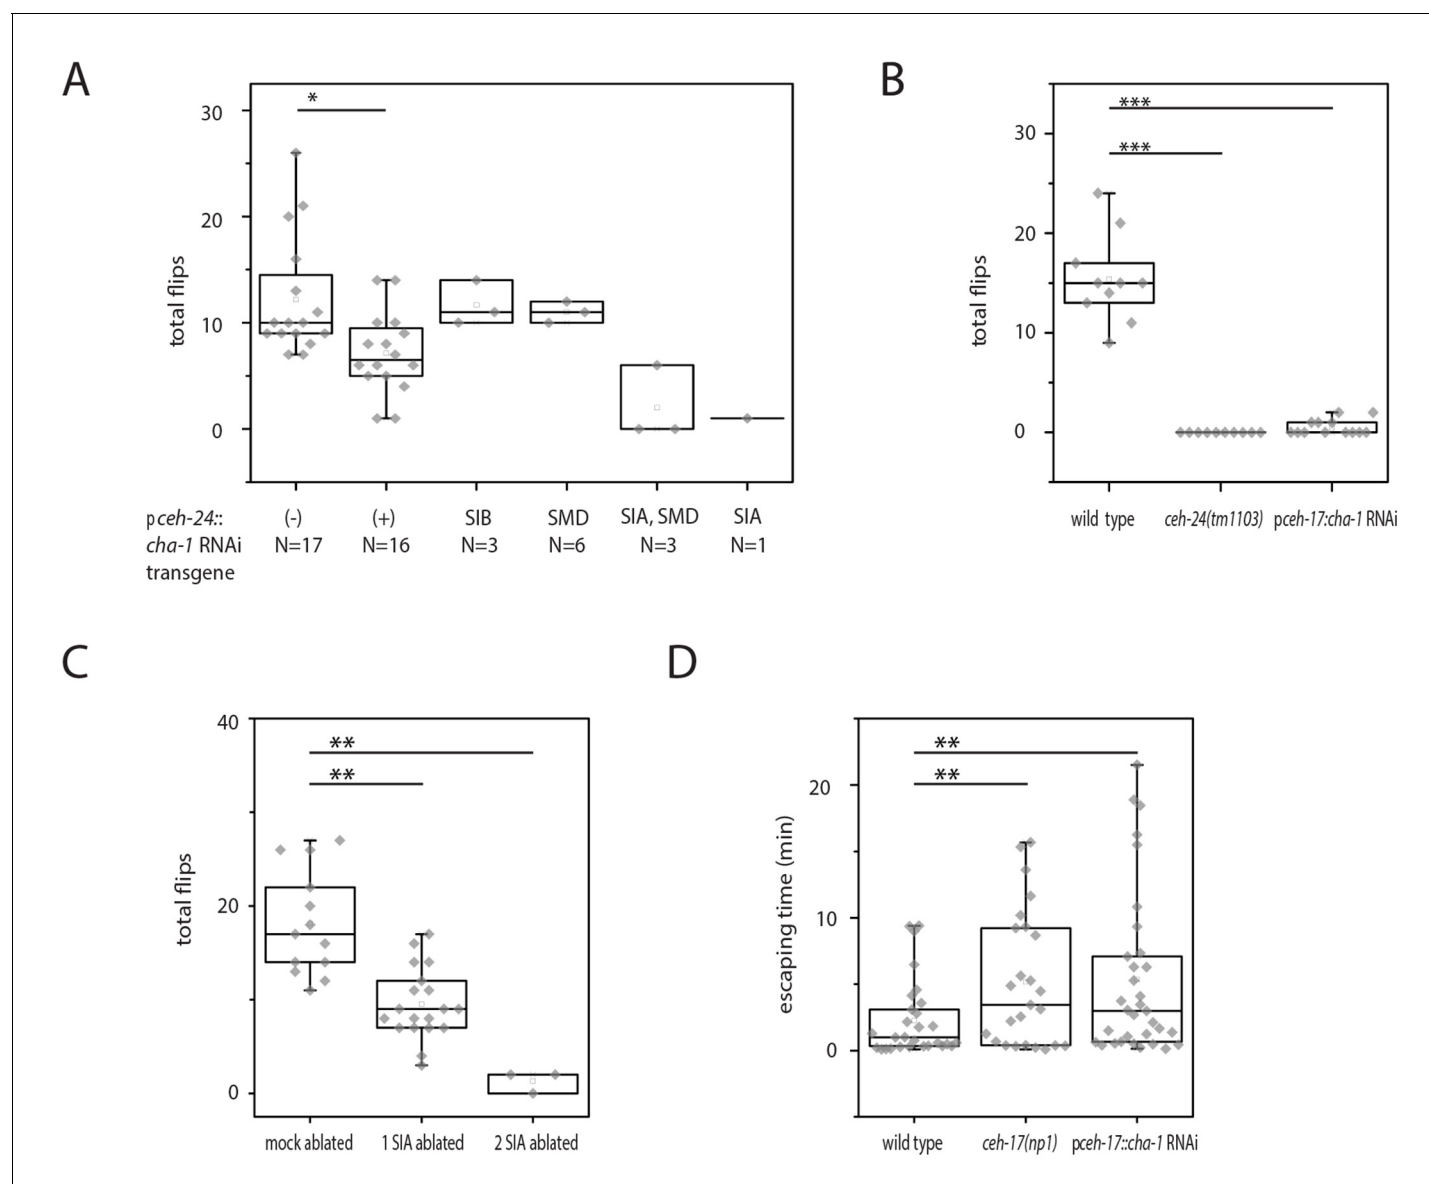 A
*
30
20
10
0
total flips
pceh-24::
cha-1 RNAi
transgene
(-)
N=17
(+)
N=16
SIB
N=3
SMD
N=6
SIA, SMD
N=3
SIA
N=1
B
***
***
30
20
10
0
total flips
wild type
ceh-24(tm1103)
pceh-17:cha-1 RNAi
C
**
**
40
20
0
total flips
mock ablated
1 SIA ablated
2 SIA ablated
D
**
**
20
10
0
escaping time (min)
wild type
ceh-17(np1)
pceh-17::cha-1 RNAi